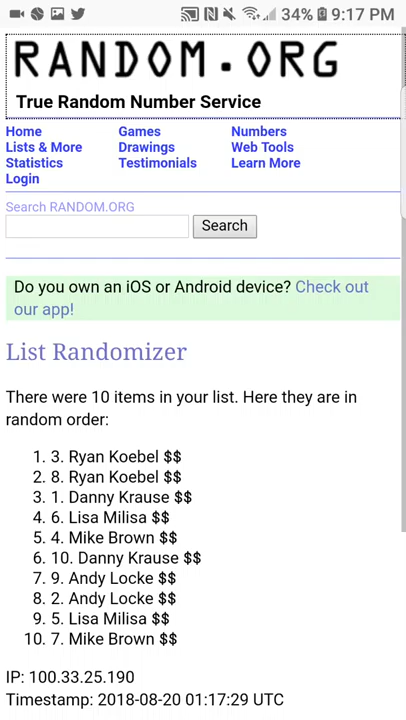 34% 9:17 PM
RANDOM.ORG
True Random Number Service
Home Games Numbers
Lists & More Drawings Web Tools
Statistics Testimonials Learn More
Login
Search RANDOM.ORG
Search
Do you own an iOS or Android device? Check out
our app!
List Randomizer
There were 10 items in your list. Here they are in
random order:
1. 3. Ryan Koebel $$
2. 8. Ryan Koebel $$
3. 1. Danny Krause $$
4. 6. Lisa Milisa $$
5. 4. Mike Brown $$
6. 10. Danny Krause $$
7. 9. Andy Locke $$
8. 2. Andy Locke $$
9. 5. Lisa Milisa $$
10. 7. Mike Brown $$
IP: 100.33.25.190
Timestamp: 2018-08-20 01:17:29 UTC